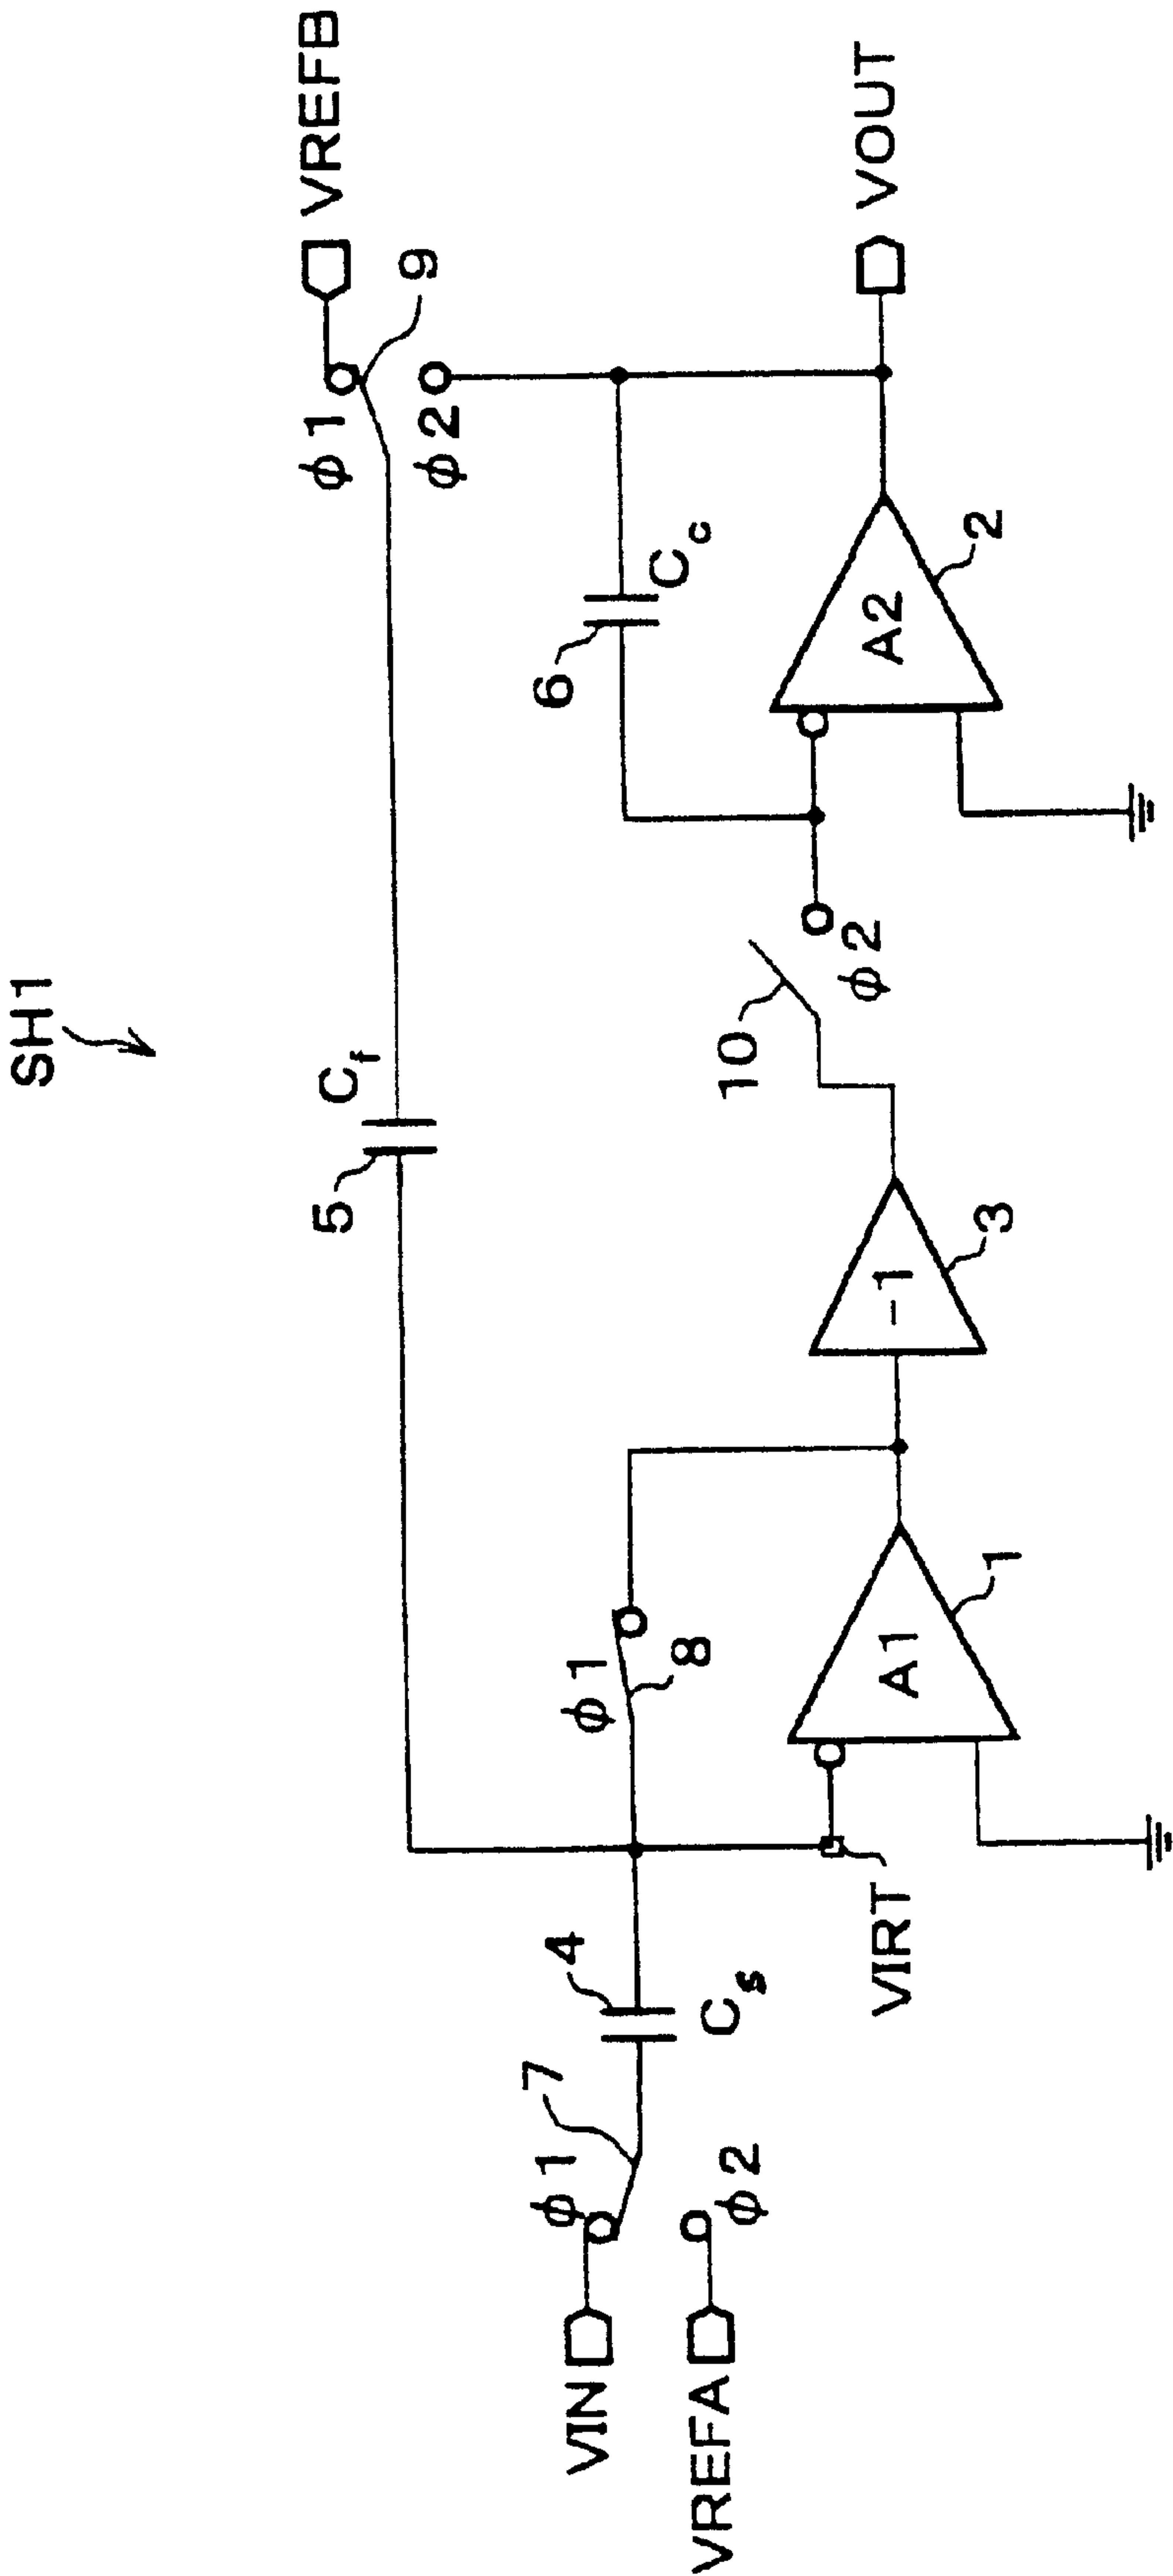 SH1
VREFB
φ1
9
φ2
5
Cf
6
Cc
VOUT
A2
2
10
φ2
-1
3
φ1
8
A1
1
VIRT
4
Cs
7
φ1
φ2
VIN
VREFA